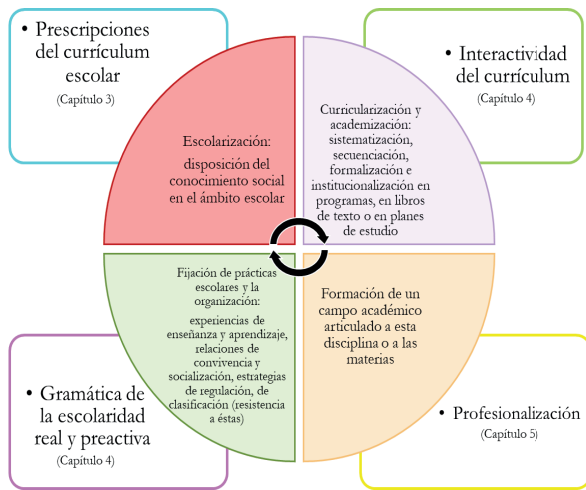 • Prescripciones
del currículum
escolar
(Capítulo 3)
• Interactividad
del currículum
(Capítulo 4)
Escolarización:
disposición del
conocimiento social
en el ámbito escolar
Curricularización y
academización:
sistematización,
secuenciación,
formalización e
institucionalización en
programas, en libros
de texto o en planes
de estudio
Fijación de prácticas
escolares y la
organización:
experiencias de
enseñanza y aprendizaje,
relaciones de
convivencia y
socialización, estrategias
de regulación, de
clasificación (resistencia
a éstas)
Formación de un
campo académico
articulado a esta
disciplina o a las
materias
• Gramática de
la escolaridad
real y preactiva
(Capítulo 4)
• Profesionalización
(Capítulo 5)